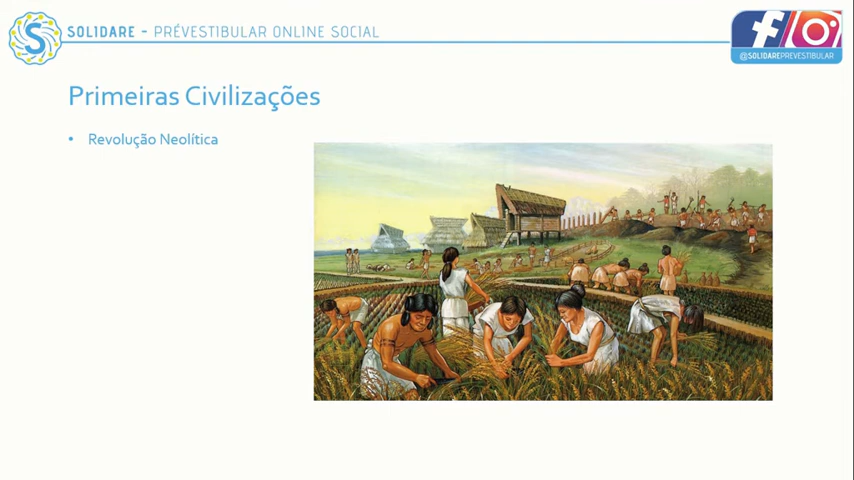 SOLIDARE - PRÉVESTIBULAR ONLINE SOCIAL
@SOLIDAREPREVESTIBULAR
Primeiras Civilizações
• Revolução Neolítica